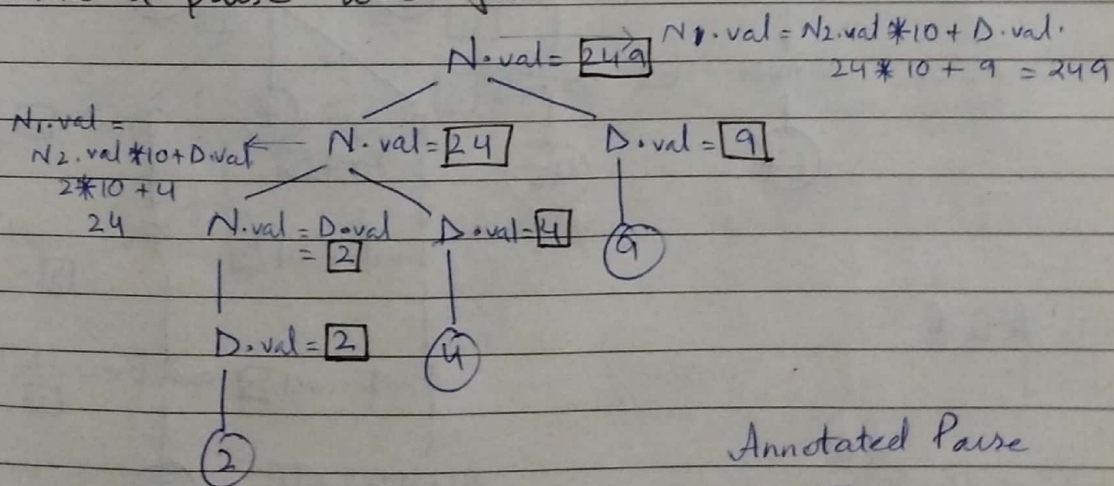 N.val = 249 N1.val = N2.val *10 + D.val.
24 * 10 + 9 = 249
N1.val =
N2.val *10 + D.val
2*10 + 4
24
N.val = 24 D.val = 9
N.val = D.val
= 2
D.val = 4
9
D.val = 2
4
2
Annotated Parse